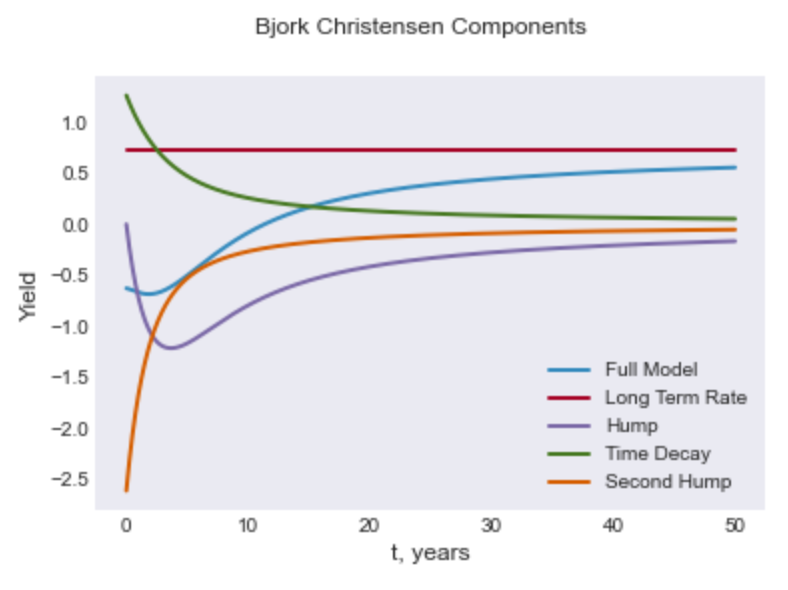 Bjork Christensen Components
1.0
0.5
0.0
−0.5
−1.0
−1.5
−2.0
−2.5
Yield
Full Model
Long Term Rate
Hump
Time Decay
Second Hump
0 10 20 30 40 50
t, years